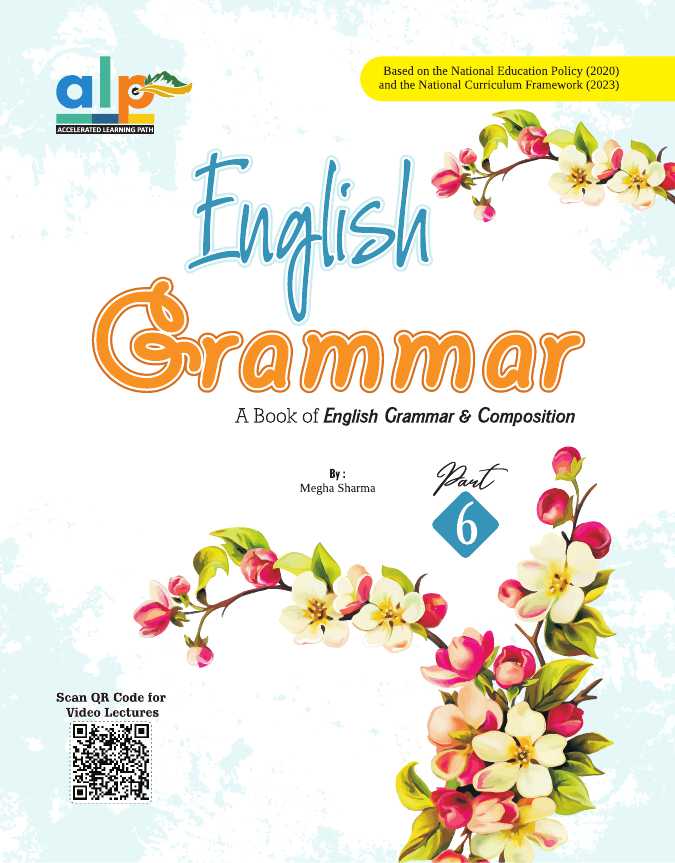 Based on the National Education Policy (2020)
and the National Curriculum Framework (2023)
alp
ACCELERATED LEARNING PATH
English
Grammar
A Book of English Grammar & Composition
By :
Megha Sharma
Part
6
Scan QR Code for
Video Lectures